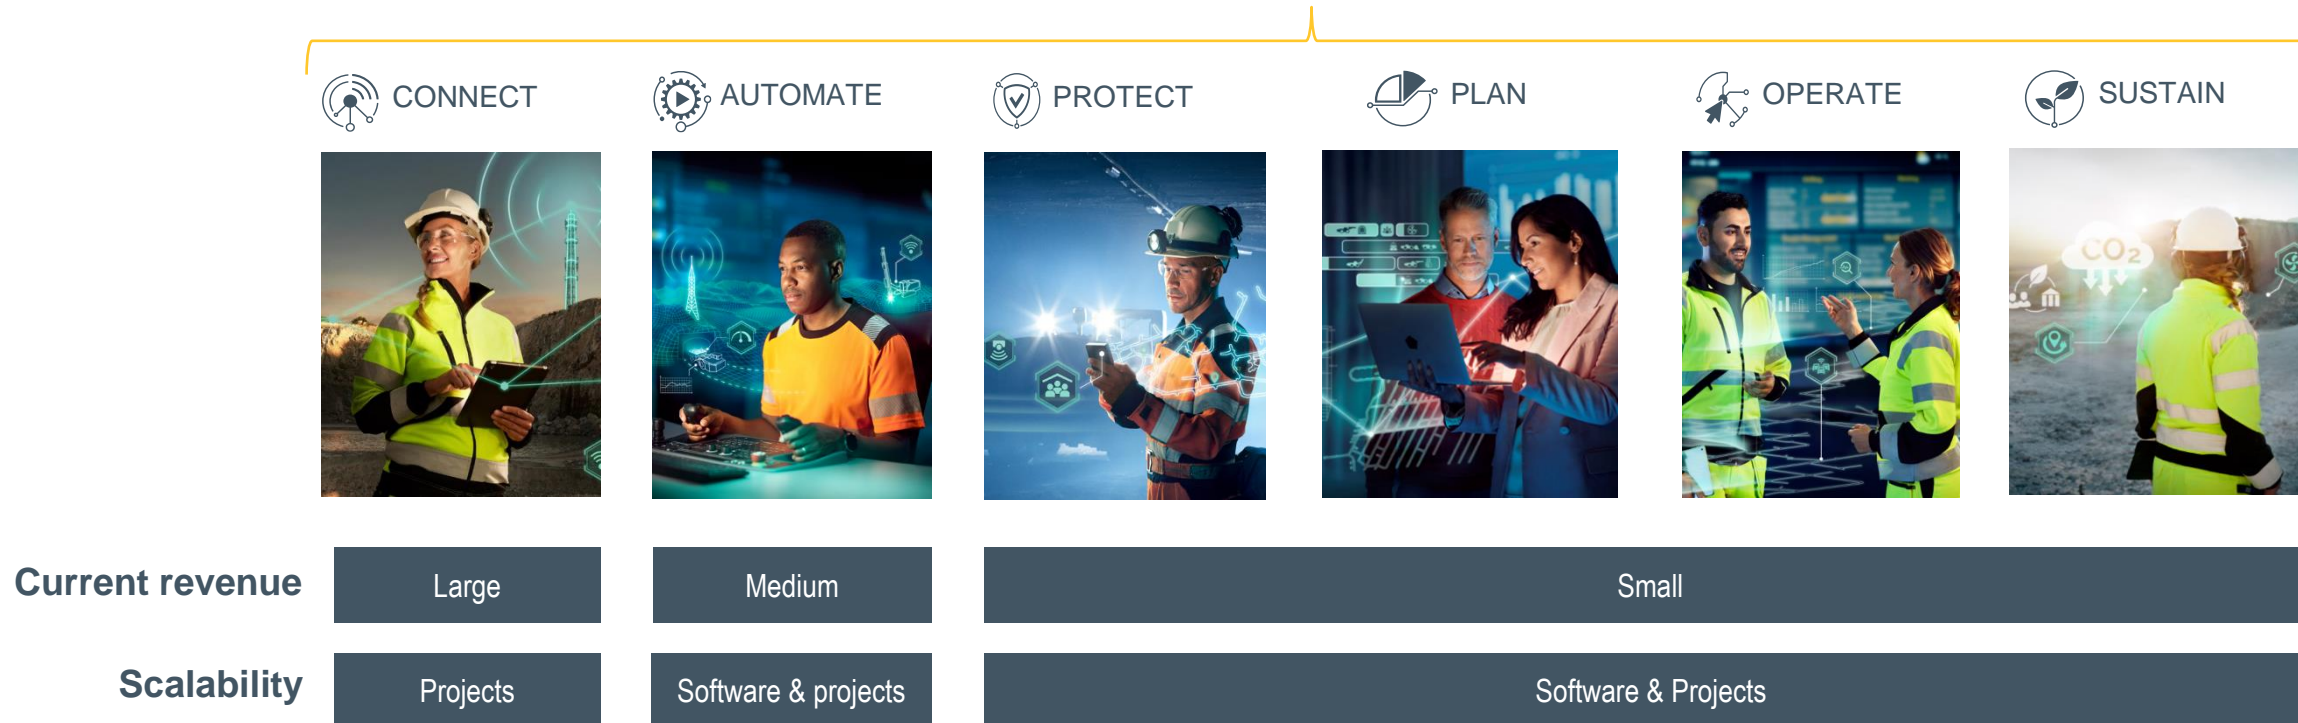 CONNECT
AUTOMATE
PROTECT
PLAN
OPERATE
SUSTAIN
CO2
Current revenue
Large
Medium
Small
Scalability
Projects
Software & projects
Software & Projects